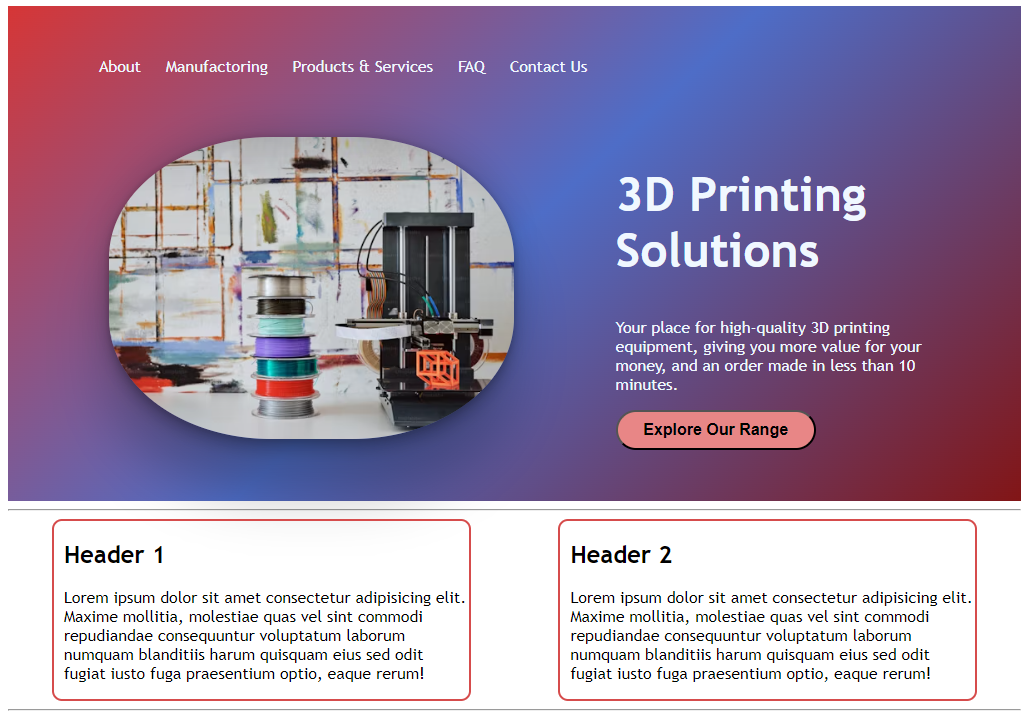 About Manufactoring Products & Services FAQ Contact Us
3D Printing
Solutions
Your place for high-quality 3D printing
equipment, giving you more value for your
money, and an order made in less than 10
minutes.
Explore Our Range
Header 1
Lorem ipsum dolor sit amet consectetur adipisicing elit.
Maxime mollitia, molestiae quas vel sint commodi
repudiandae consequuntur voluptatum laborum
numquam blanditiis harum quisquam eius sed odit
fugiat iusto fuga praesentium optio, eaque rerum!
Header 2
Lorem ipsum dolor sit amet consectetur adipisicing elit.
Maxime mollitia, molestiae quas vel sint commodi
repudiandae consequuntur voluptatum laborum
numquam blanditiis harum quisquam eius sed odit
fugiat iusto fuga praesentium optio, eaque rerum!